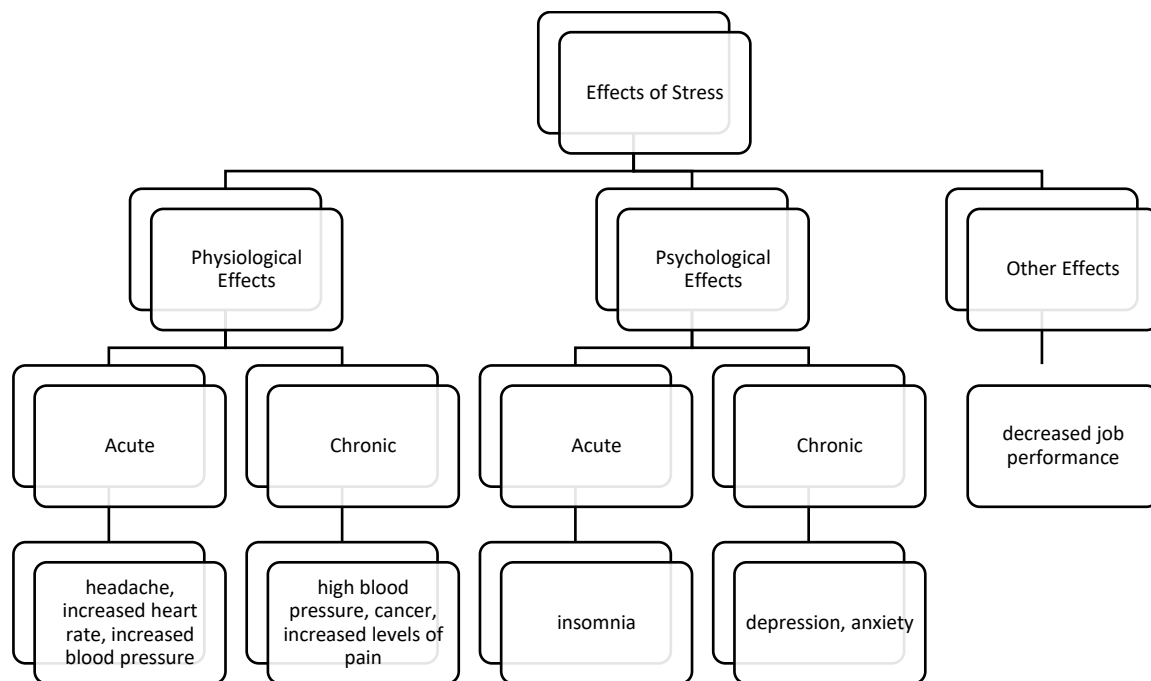 Effects of Stress
Physiological
Effects
Psychological
Effects
Other Effects
Acute
Chronic
Acute
Chronic
decreased job
performance
headache,
increased heart
rate, increased
blood pressure
high blood
pressure, cancer,
increased levels of
pain
insomnia
depression, anxiety